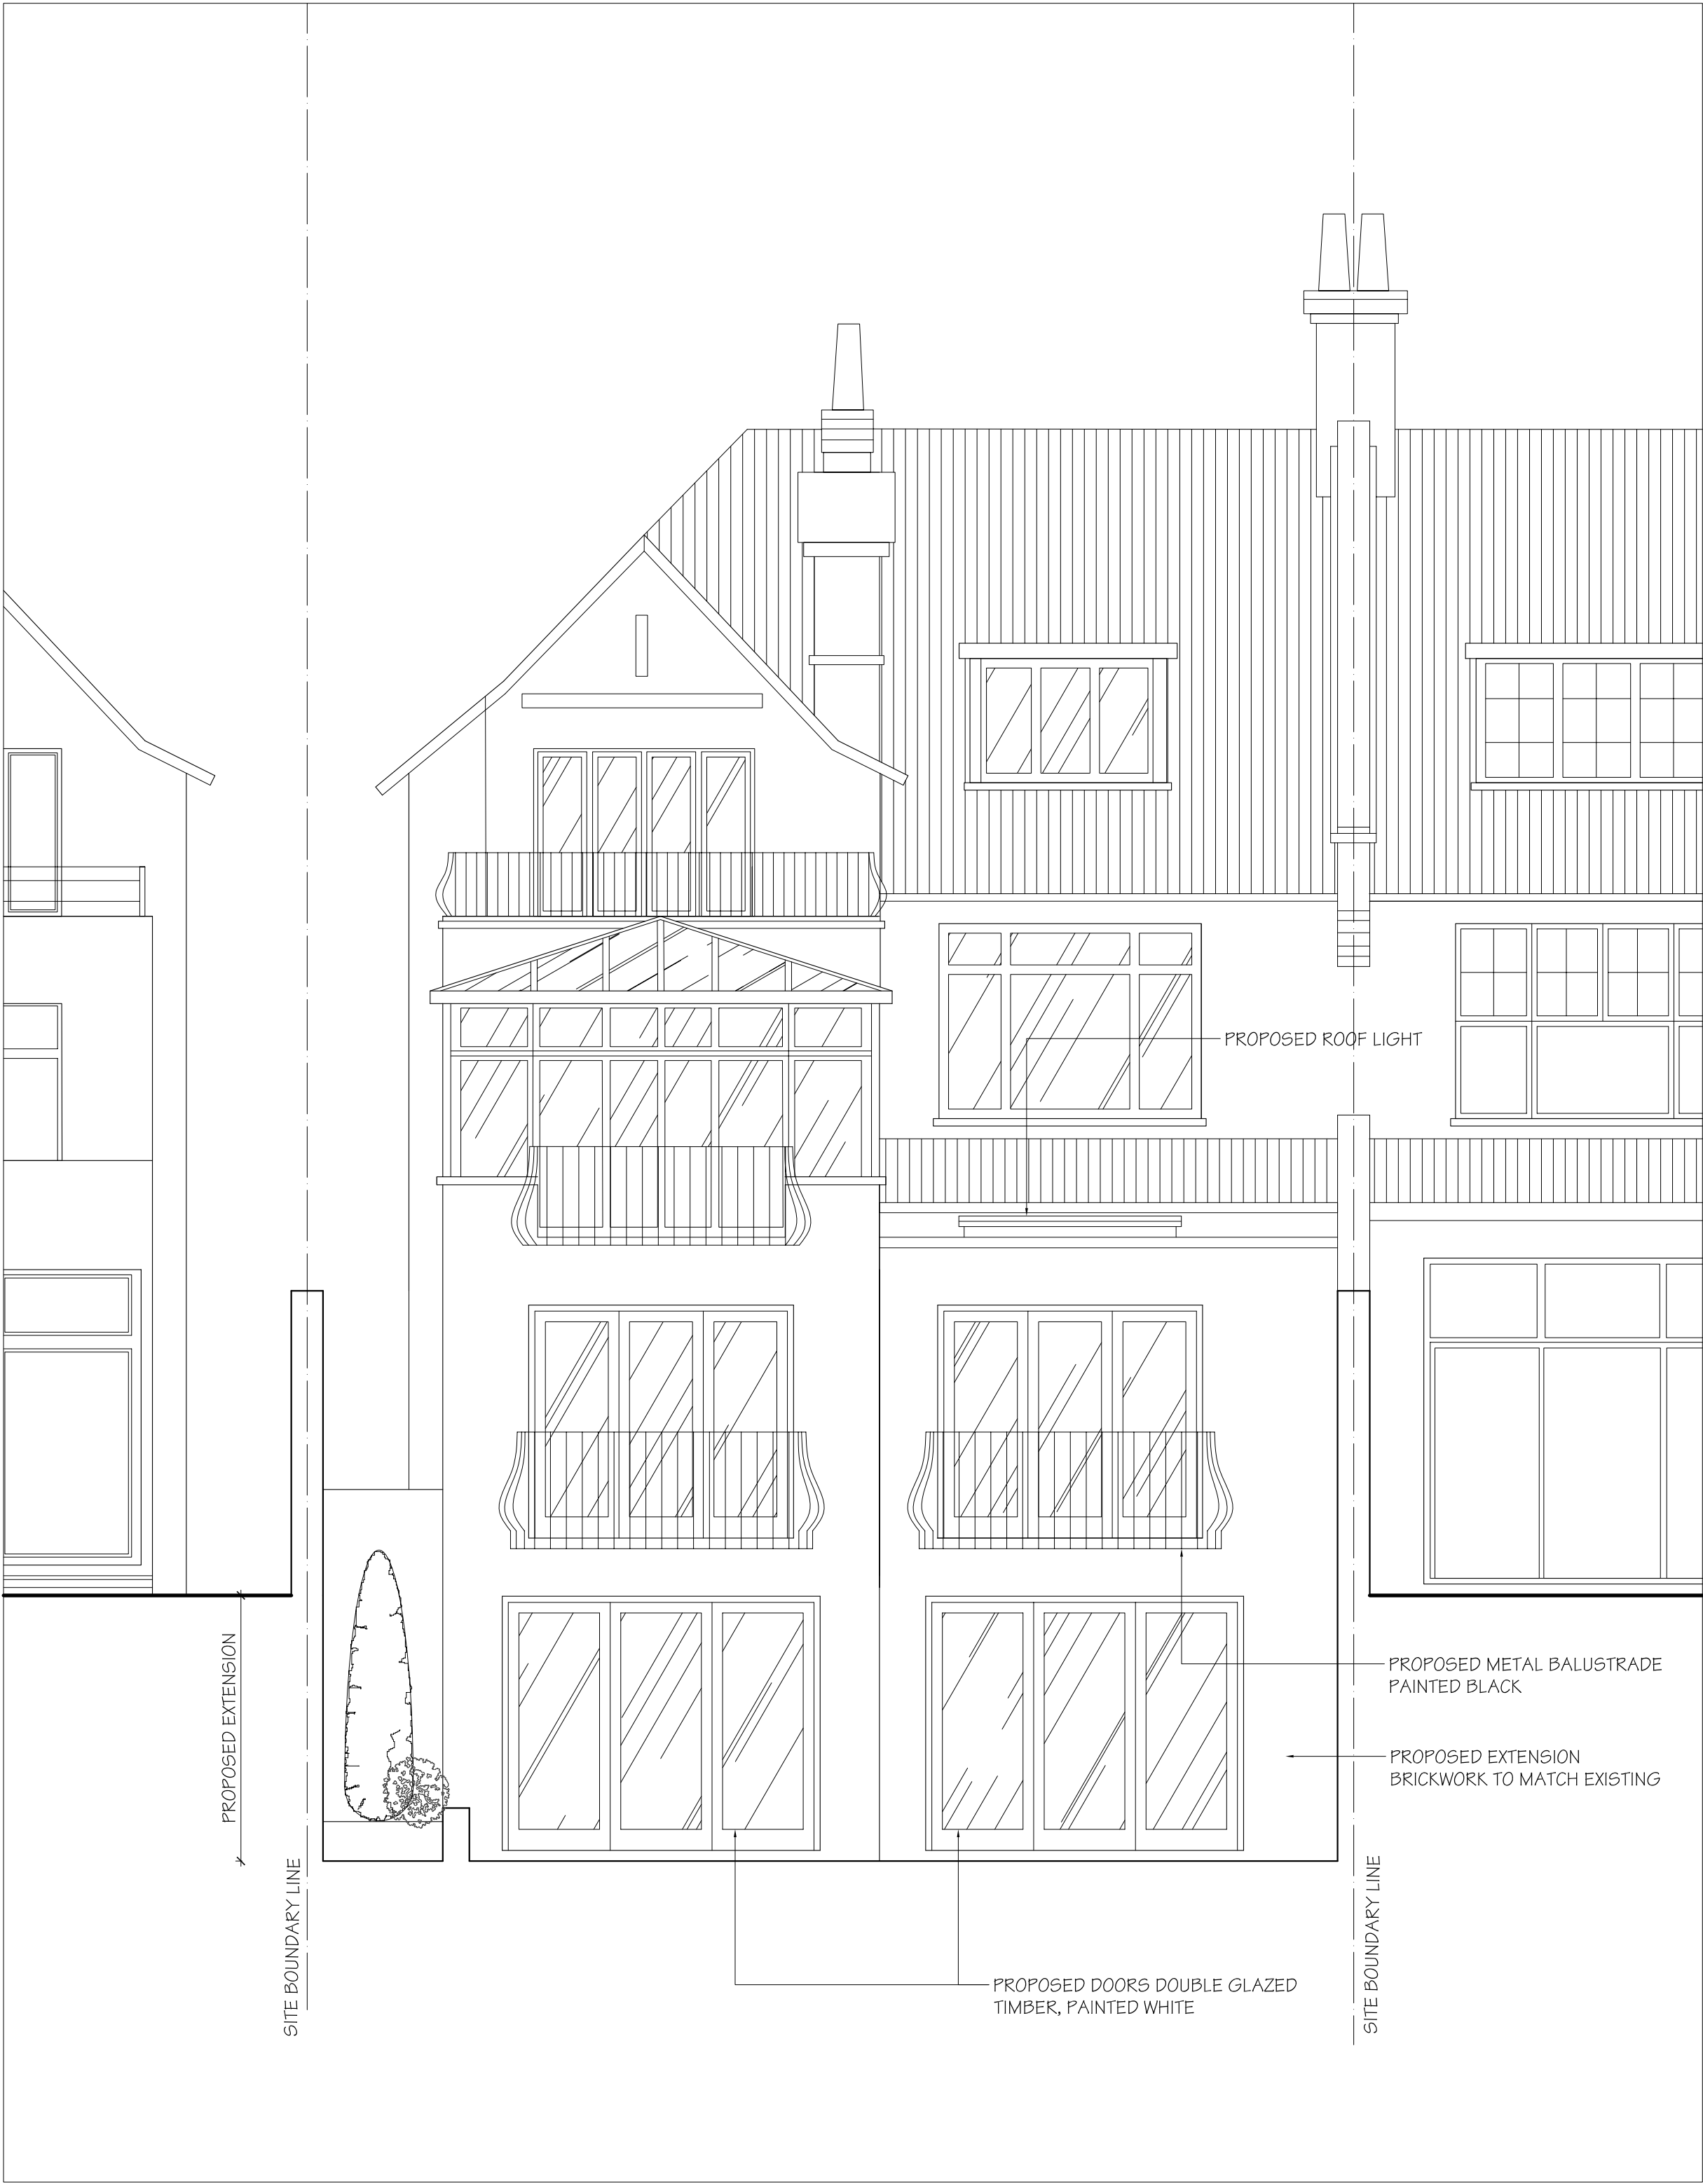 PROPOSED ROOF LIGHT
PROPOSED METAL BALUSTRADE
PAINTED BLACK
PROPOSED EXTENSION
PROPOSED EXTENSION
BRICKWORK TO MATCH EXISTING
SITE BOUNDARY LINE
SITE BOUNDARY LINE
PROPOSED DOORS DOUBLE GLAZED
TIMBER, PAINTED WHITE